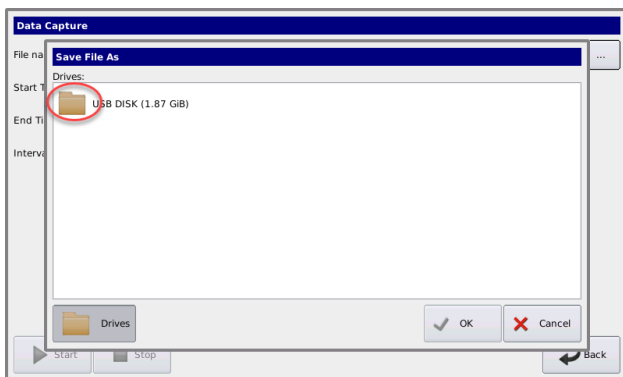 Data Capture
File na
...
Save File As
Drives:
Start T
USB DISK (1.87 GiB)
End Ti
Interva
Drives
OK
Cancel
Start
Stop
Back